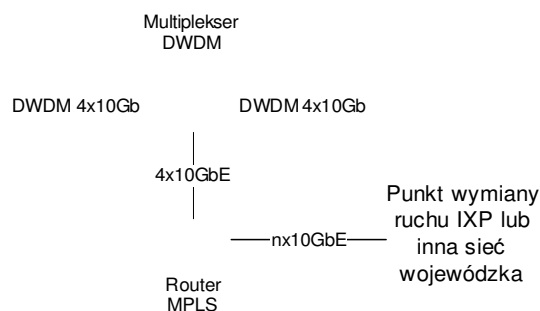 Multiplekser
DWDM
DWDM 4x10Gb
DWDM 4x10Gb
4x10GbE
nx10GbE
Punkt wymiany
ruchu IXP lub
inna sieć
wojewódzka
Router
MPLS